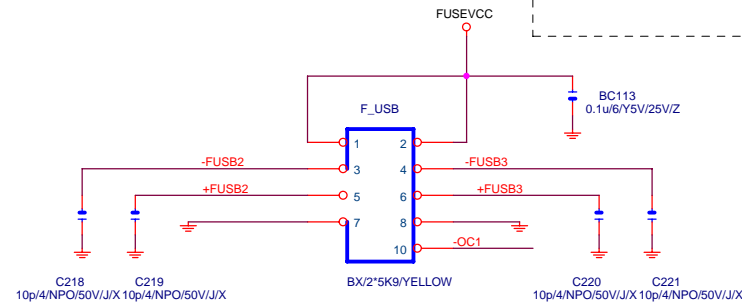 FUSEVCC
BC113
0.1u/6/Y5V/25V/Z
F_USB
1 2
-FUSB2 3 4 -FUSB3
+FUSB2 5 6 +FUSB3
7 8
10 -OC1
BX/2*5K9/YELLOW
C218
10p/4/NPO/50V/J/X
C219
10p/4/NPO/50V/J/X
C220
10p/4/NPO/50V/J/X
C221
10p/4/NPO/50V/J/X